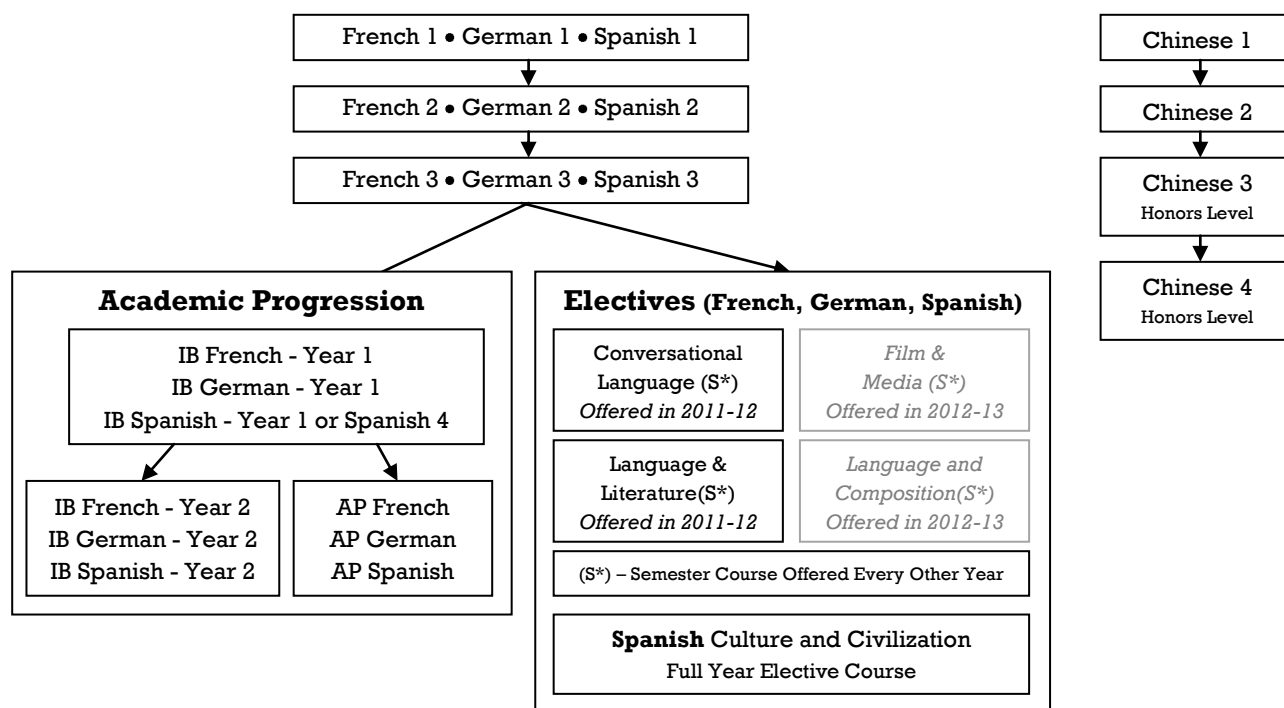 French 1 • German 1 • Spanish 1
French 2 • German 2 • Spanish 2
French 3 • German 3 • Spanish 3
Academic Progression
IB French - Year 1
IB German - Year 1
IB Spanish - Year 1 or Spanish 4
IB French - Year 2
IB German - Year 2
IB Spanish - Year 2
AP French
AP German
AP Spanish
Electives (French, German, Spanish)
Conversational
Language (S*)
Offered in 2011-12
Film &
Media (S*)
Offered in 2012-13
Language &
Literature(S*)
Offered in 2011-12
Language and
Composition(S*)
Offered in 2012-13
(S*) – Semester Course Offered Every Other Year
Spanish Culture and Civilization
Full Year Elective Course
Chinese 1
Chinese 2
Chinese 3
Honors Level
Chinese 4
Honors Level